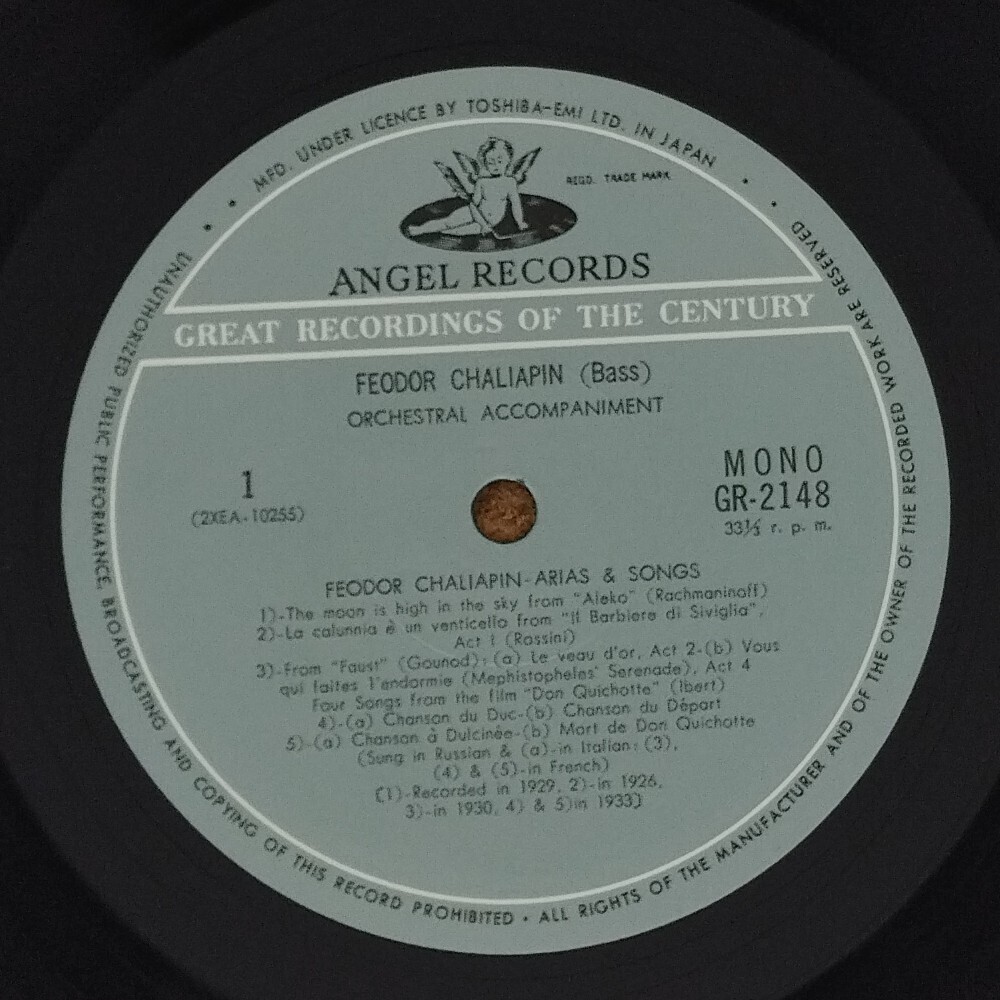 MFD. UNDER LICENCE BY TOSHIBA-EMI LTD. IN JAPAN
REGD. TRADE MARK
ANGEL RECORDS
GREAT RECORDINGS OF THE CENTURY
FEODOR CHALIAPIN (Bass)
ORCHESTRAL ACCOMPANIMENT
1
(2XEA-10255)
MONO
GR-2148
33⅓ r. p. m.
FEODOR CHALIAPIN-ARIAS & SONGS
1)-The moon is high in the sky from "Aleko" (Rachmaninoff)
2)-La calunnia è un venticello from "Il Barbiere di Siviglia",
Act 1 (Rossini)
3)-From "Faust" (Gounod): (a) Le veau d'or, Act 2-(b) Vous
qui faites l'endormie (Mephistopheles' Serenade), Act 4
Four Songs from the film "Don Quichotte" (Ibert)
4)-(a) Chanson du Duc-(b) Chanson du Départ
5)-(a) Chanson à Dulcinée-(b) Mort de Don Quichotte
(Sung in Russian & (a)-in Italian: (3),
(4) & (5)-in French)
(1)-Recorded in 1929, 2)-in 1926,
3)-in 1930, 4) & 5)in 1933)
UNAUTHORIZED PUBLIC PERFORMANCE, BROADCASTING AND COPYING OF THIS RECORD PROHIBITED • ALL RIGHTS OF THE MANUFACTURER AND OF THE OWNER OF THE RECORDED WORK ARE RESERVED